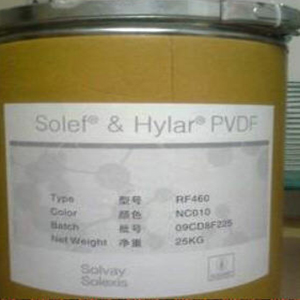 Solef® & Hylar® PVDF
Type 型号 RF460
Color 颜色 NC010
Batch 批号 09CD8F225
Net Weight 净重 25KG
Solvay
Solexis